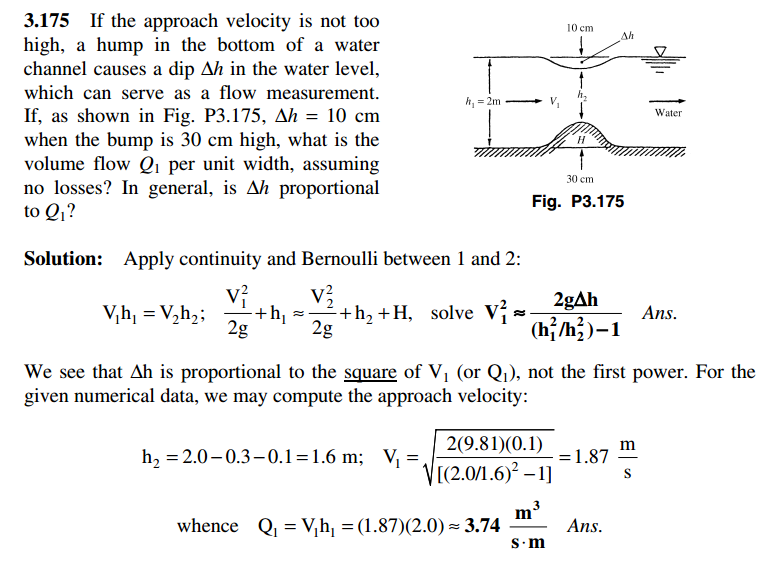 3.175 If the approach velocity is not too
high, a hump in the bottom of a water
channel causes a dip Δh in the water level,
which can serve as a flow measurement.
If, as shown in Fig. P3.175, Δh = 10 cm
when the bump is 30 cm high, what is the
volume flow Q₁ per unit width, assuming
no losses? In general, is Δh proportional
to Q₁?
10 cm
Δh
h₁ = 2m
V₁
h₂
Water
H
30 cm
Fig. P3.175
Solution: Apply continuity and Bernoulli between 1 and 2:
V₁h₁ = V₂h₂; V₁²/2g + h₁ ≈ V₂²/2g + h₂ + H, solve V₁² ≈ 2gΔh/(h₁²/h₂²)−1 Ans.
We see that Δh is proportional to the square of V₁ (or Q₁), not the first power. For the
given numerical data, we may compute the approach velocity:
h₂ = 2.0−0.3−0.1 = 1.6 m; V₁ = √(2(9.81)(0.1)/[(2.0/1.6)² −1]) = 1.87 m/s
whence Q₁ = V₁h₁ = (1.87)(2.0) ≈ 3.74 m³/s·m Ans.